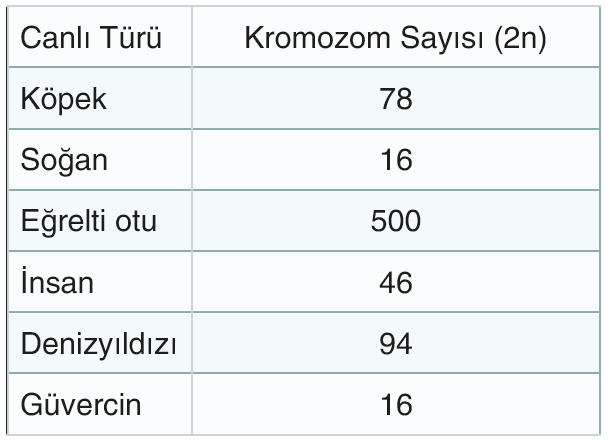 Canlı Türü Kromozom Sayısı (2n)
Köpek 78
Soğan 16
Eğrelti otu 500
İnsan 46
Denizyıldızı 94
Güvercin 16